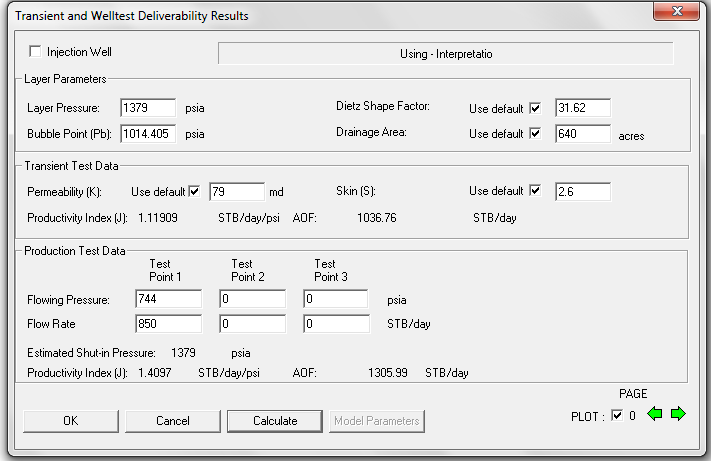 Transient and Welltest Deliverability Results
Injection Well
Using - Interpretatio
Layer Parameters
Layer Pressure: 1379 psia Dietz Shape Factor: Use default 31.62
Bubble Point (Pb): 1014.405 psia Drainage Area: Use default 640 acres
Transient Test Data
Permeability (K): Use default 79 md Skin (S): Use default 2.6
Productivity Index (J): 1.11909 STB/day/psi AOF: 1036.76 STB/day
Production Test Data
Test Test Test
Point 1 Point 2 Point 3
Flowing Pressure: 744 0 0 psia
Flow Rate 850 0 0 STB/day
Estimated Shut-in Pressure: 1379 psia
Productivity Index (J): 1.4097 STB/day/psi AOF: 1305.99 STB/day
PAGE
OK Cancel Calculate Model Parameters PLOT : 0